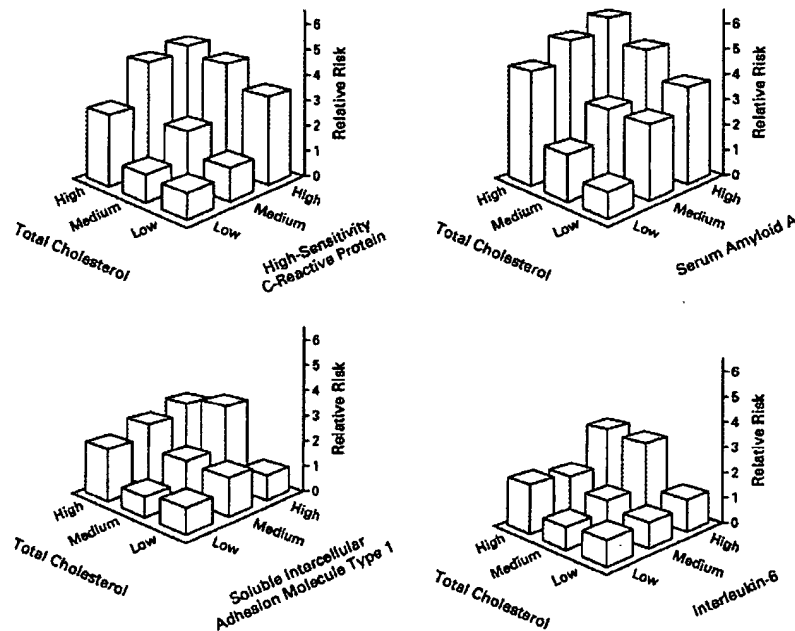 6
5
4
3
2
1
0
Relative Risk
High
Medium
Low
Total Cholesterol
Low
Medium
High
High-Sensitivity
C-Reactive Protein
6
5
4
3
2
1
0
Relative Risk
High
Medium
Low
Total Cholesterol
Low
Medium
High
Serum Amyloid A
6
5
4
3
2
1
0
Relative Risk
High
Medium
Low
Total Cholesterol
Low
Medium
High
Soluble Intercellular
Adhesion Molecule Type 1
6
5
4
3
2
1
0
Relative Risk
High
Medium
Low
Total Cholesterol
Low
Medium
High
Interleukin-6